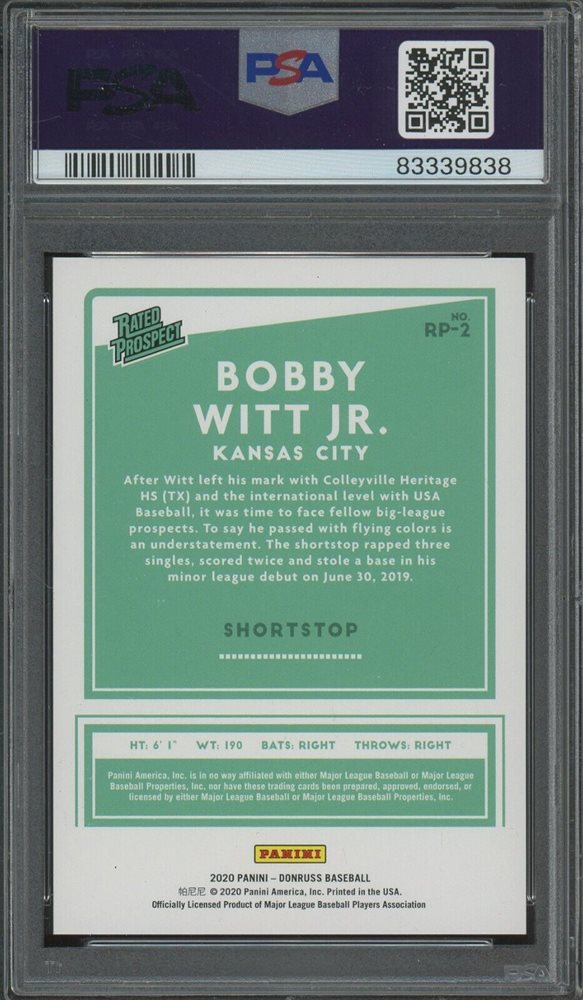 PSA
PSA
83339838
RATED
PROSPECT
NO.
RP-2
BOBBY
WITT JR.
KANSAS CITY
After Witt left his mark with Colleyville Heritage
HS (TX) and the international level with USA
Baseball, it was time to face fellow big-league
prospects. To say he passed with flying colors is
an understatement. The shortstop rapped three
singles, scored twice and stole a base in his
minor league debut on June 30, 2019.
SHORTSTOP
HT: 6' 1" WT: 190 BATS: RIGHT THROWS: RIGHT
Panini America, Inc. is in no way affiliated with either Major League Baseball or Major League
Baseball Properties, Inc. nor have these trading cards been prepared, approved, endorsed, or
licensed by either Major League Baseball or Major League Baseball Properties, Inc.
PANINI
2020 PANINI – DONRUSS BASEBALL
帕尼尼 © 2020 Panini America, Inc. Printed in the USA.
Officially Licensed Product of Major League Baseball Players Association
PSA